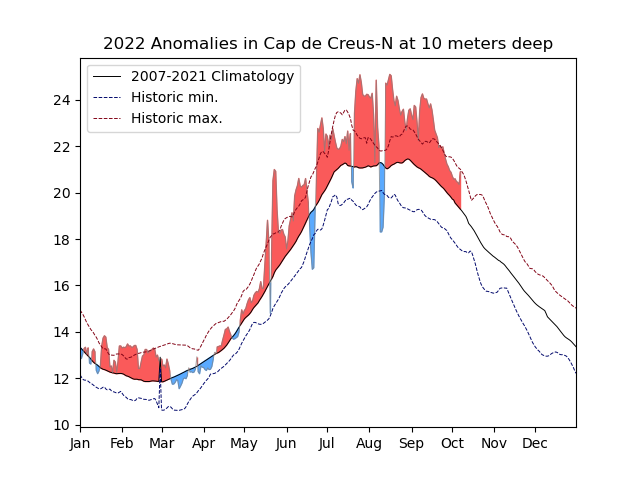 2022 Anomalies in Cap de Creus-N at 10 meters deep
2007-2021 Climatology
Historic min.
Historic max.
24
22
20
18
16
14
12
10
Jan Feb Mar Apr May Jun Jul Aug Sep Oct Nov Dec